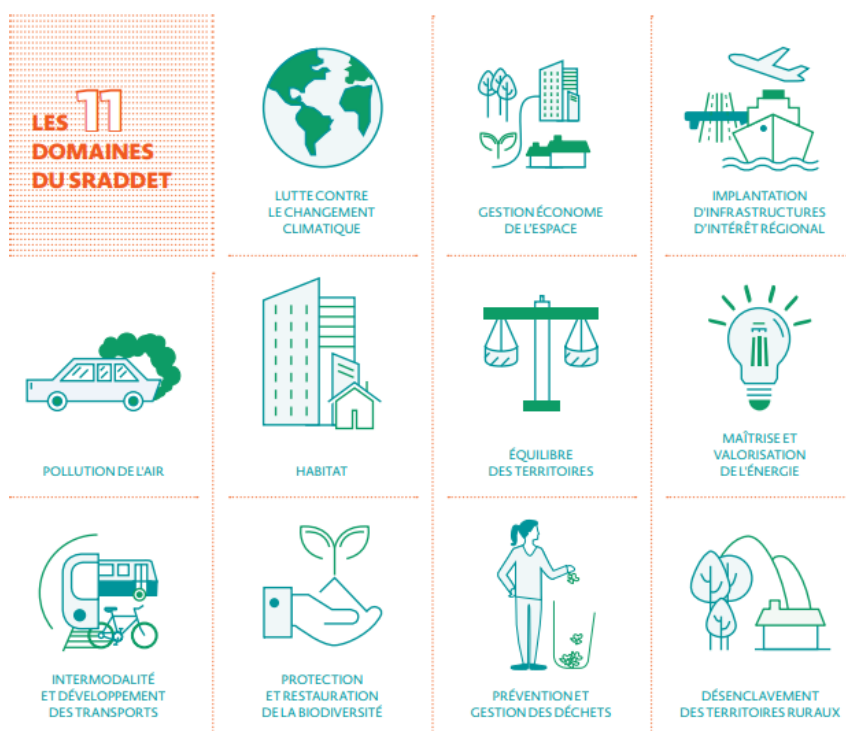 LES 11
DOMAINES
DU SRADDET
LUTTE CONTRE
LE CHANGEMENT
CLIMATIQUE
GESTION ÉCONOME
DE L'ESPACE
IMPLANTATION
D'INFRASTRUCTURES
D'INTÉRÊT RÉGIONAL
POLLUTION DE L'AIR
HABITAT
ÉQUILIBRE
DES TERRITOIRES
MAÎTRISE ET
VALORISATION
DE L'ÉNERGIE
INTERMODALITÉ
ET DÉVELOPPEMENT
DES TRANSPORTS
PROTECTION
ET RESTAURATION
DE LA BIODIVERSITÉ
PRÉVENTION ET
GESTION DES DÉCHETS
DÉSENCLAVEMENT
DES TERRITOIRES RURAUX